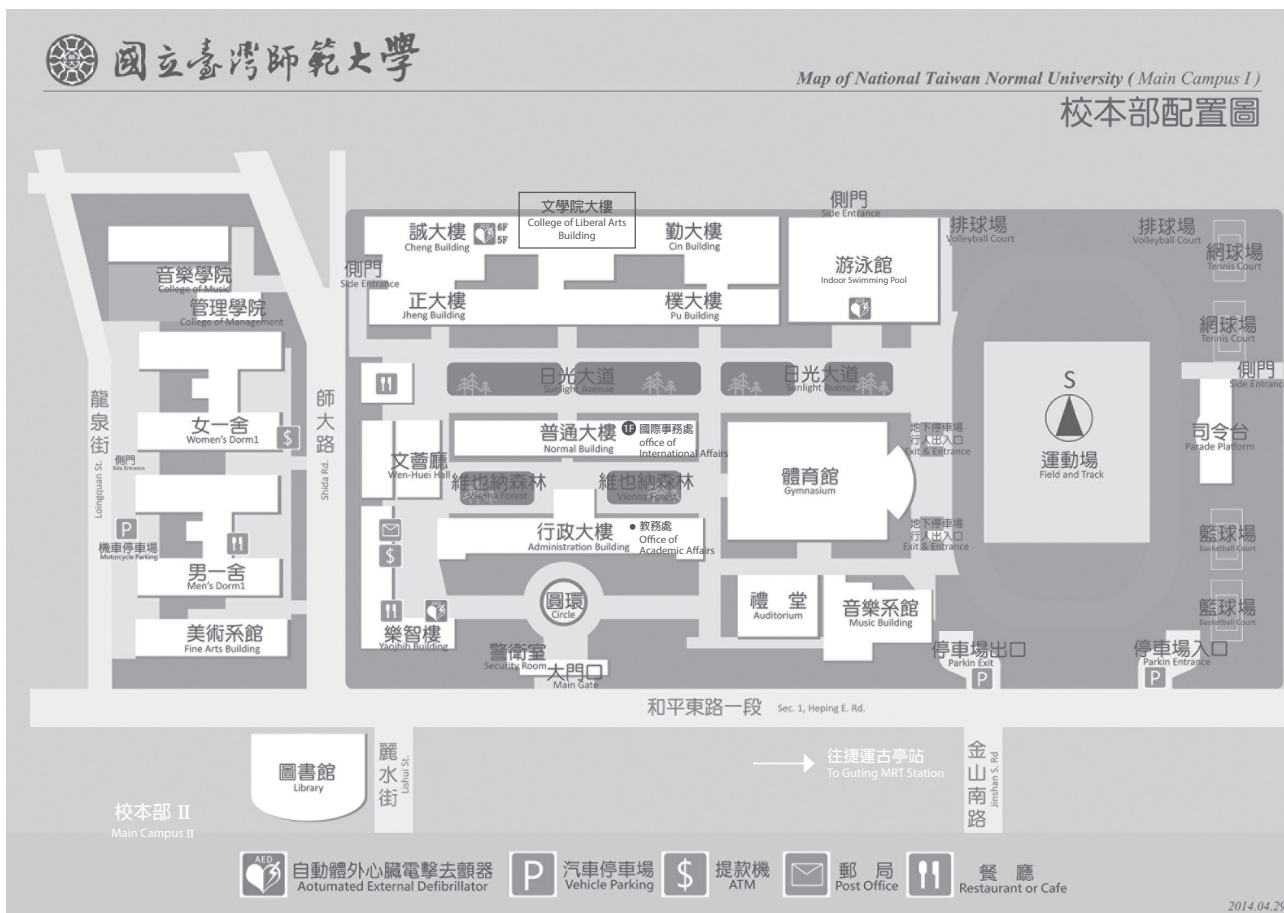 國立臺灣師範大學
Map of National Taiwan Normal University ( Main Campus I )
校本部配置圖
文學院大樓
College of Liberal Arts
Building
側門
Side Entrance
誠大樓
Cheng Building
6F
5F
勤大樓
Cin Building
排球場
Volleyball Court
排球場
Volleyball Court
網球場
Tennis Court
音樂學院
College of Music
側門
Side Entrance
游泳館
Indoor Swimming Pool
AED
管理學院
College of Management
正大樓
Jheng Building
樸大樓
Pu Building
網球場
Tennis Court
日光大道
Sunlight Avenue
日光大道
Sunlight Avenue
側門
Side Entranc
S
運動場
Field and Track
司令台
Parade Platform
龍泉街
Loingquan St.
師大路
Shida Rd.
女一舍
Women's Dorm1
$
側門
Side Entrance
文薈廳
Wen-Huei Hall
普通大樓
Normal Building
1F 國際事務處
office of
International Affairs
地下停車場
行人出入口
Exit & Entrance
體育館
Gymnasium
維也納森林
Vienna Forest
維也納森林
Vienna Forest
P
機車停車場
Motorcycle Parking
$
行政大樓
Administration Building
• 教務處
Office of
Academic Affairs
地下停車場
行人出入口
Exit & Entrance
籃球場
Basketball Court
男一舍
Men's Dorm1
圓環
Circle
禮 堂
Auditorium
音樂系館
Music Building
籃球場
Basketball Court
美術系館
Fine Arts Building
樂智樓
Yaojhih Building
警衛室
Security Room
大門口
Main Gate
停車場出口
Parkin Exit
P
停車場入口
Parkin Entrance
P
和平東路一段 Sec. 1, Heping E. Rd.
圖書館
Library
麗水街
Lishui St.
往捷運古亭站
To Guting MRT Station
金山南路
Jinshan S. Rd
校本部 II
Main Campus II
AED
自動體外心臟電擊去顫器
Aotumated External Defibrillator
P
汽車停車場
Vehicle Parking
$
提款機
ATM
郵 局
Post Office
餐 廳
Restaurant or Cafe
2014.04.29